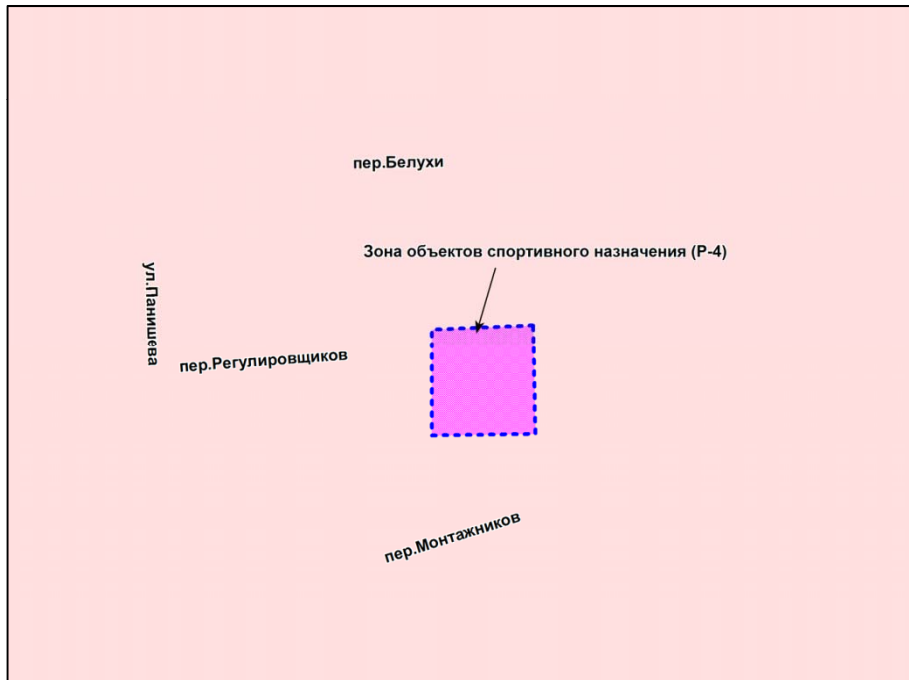 пер.Белухи
Зона объектов спортивного назначения (Р-4)
ул.Панишева
пер.Регулировщиков
пер.Монтажников